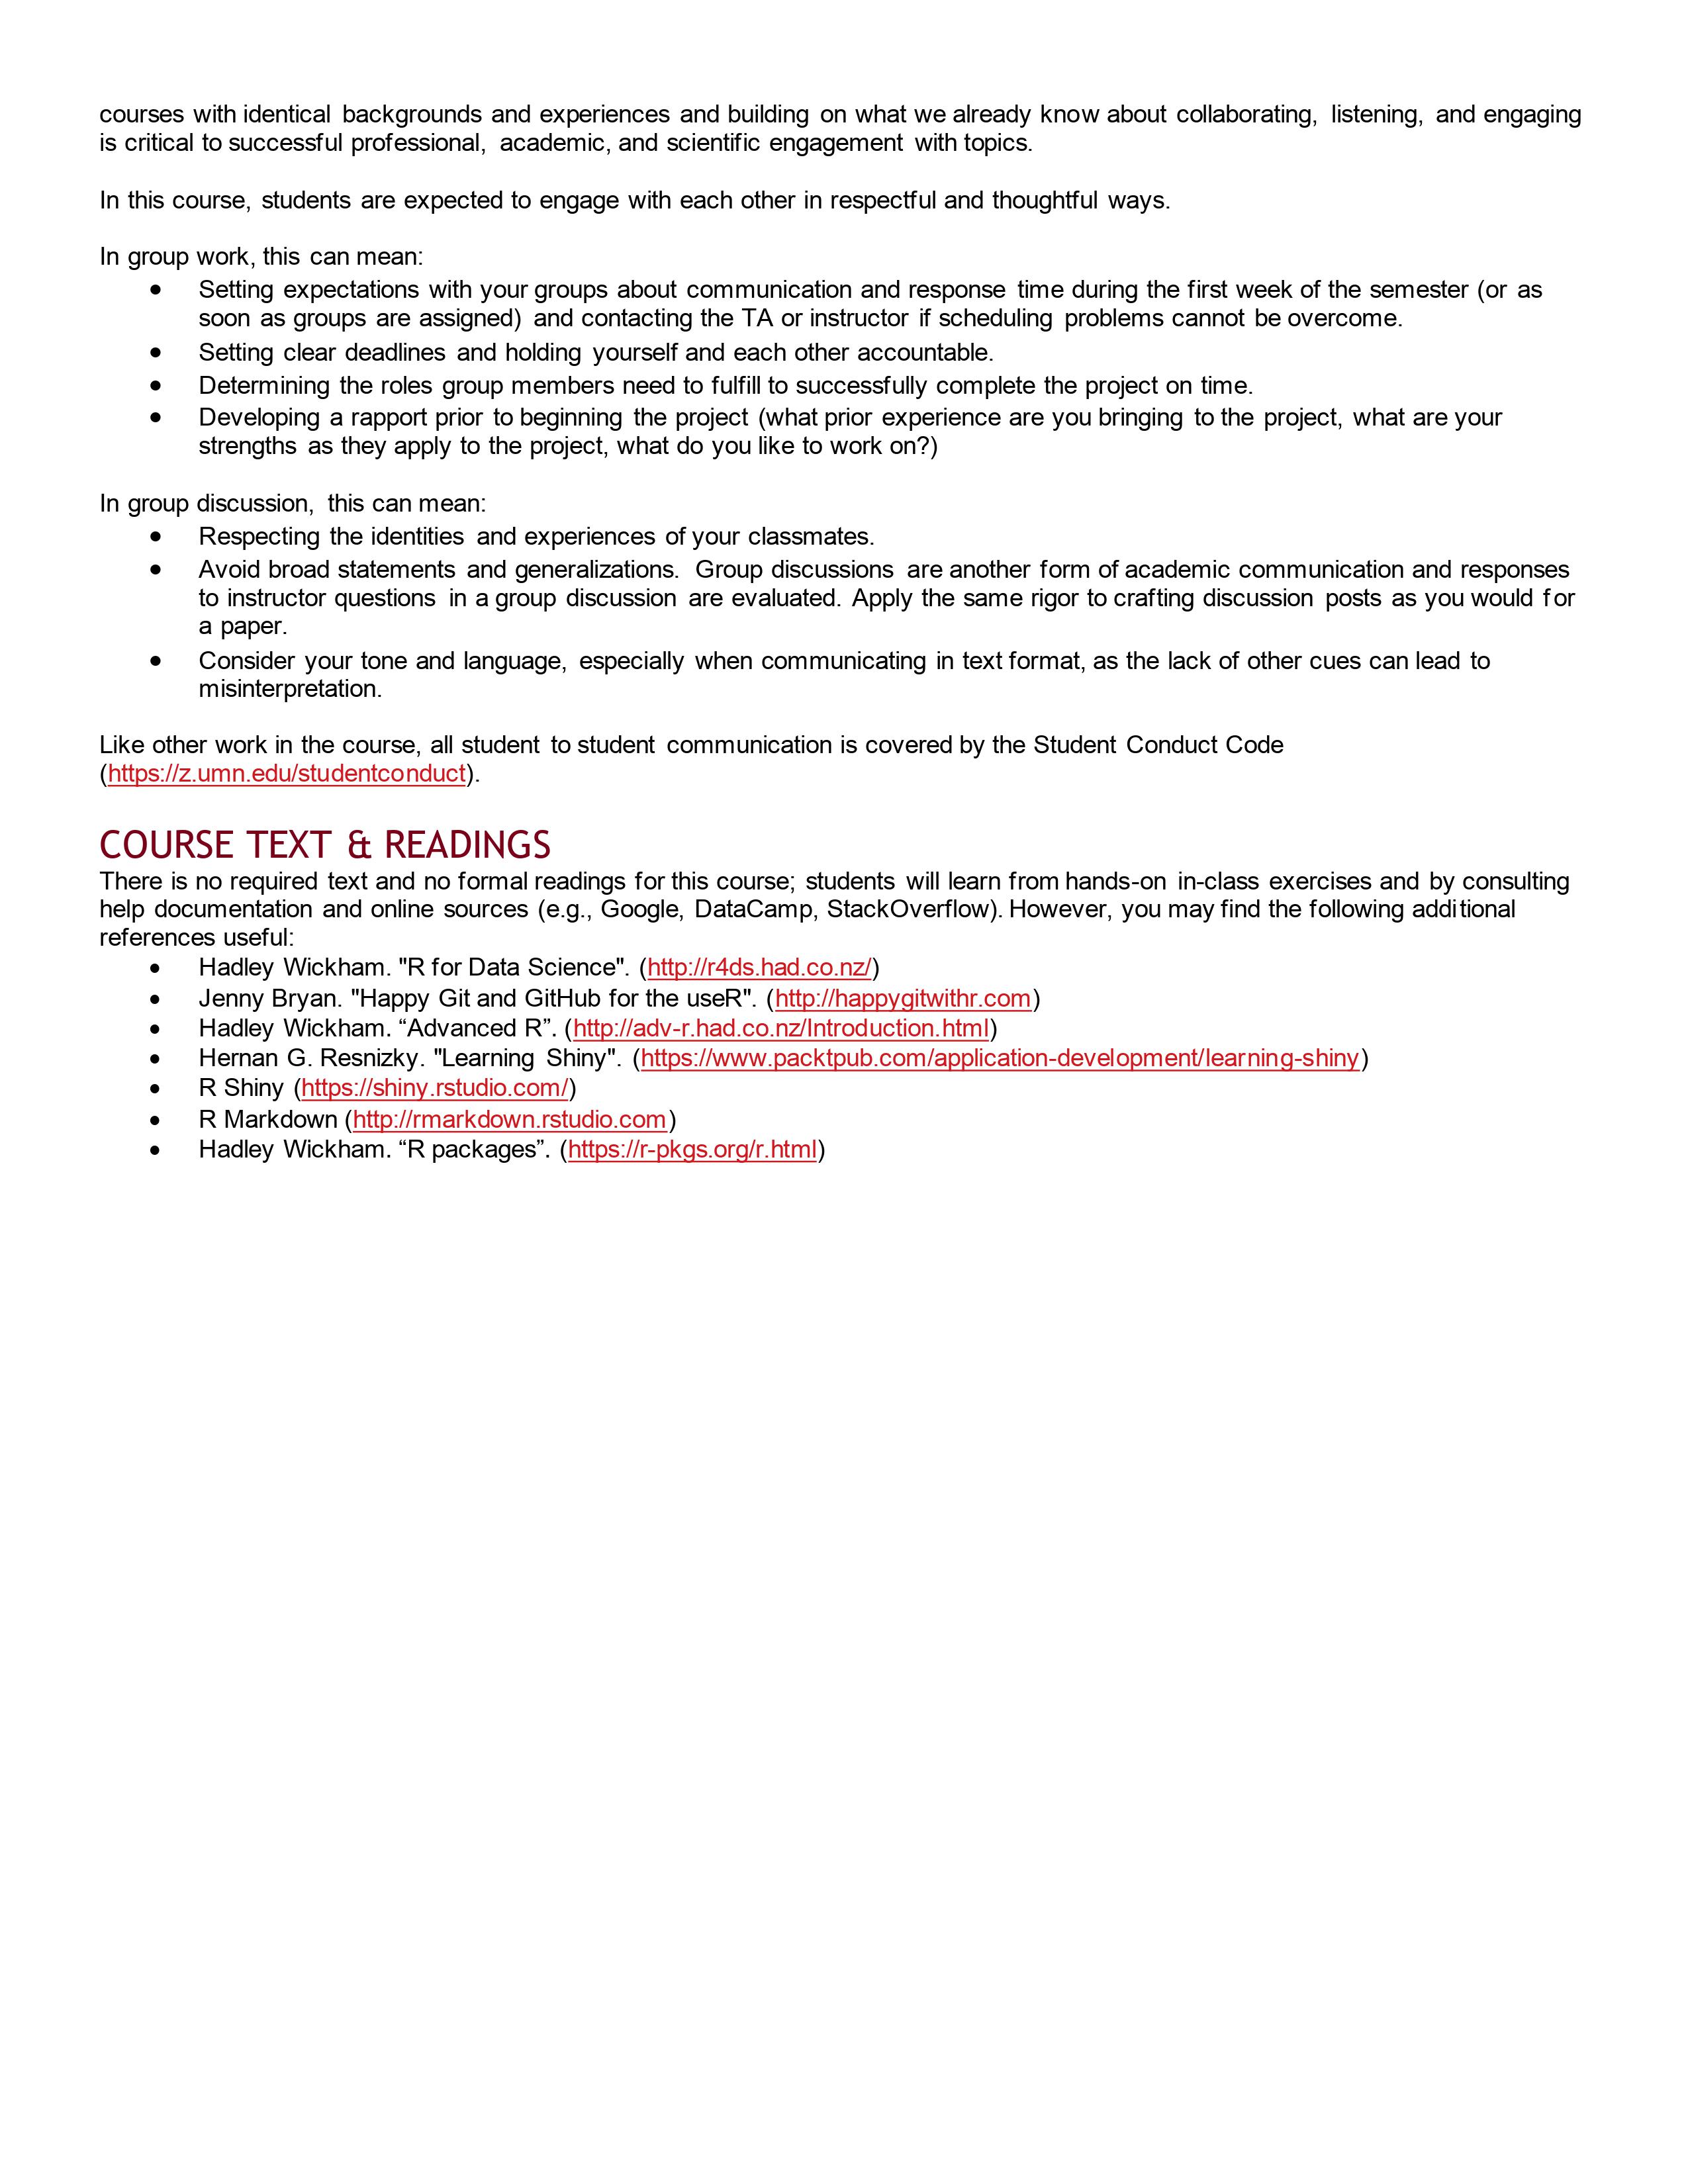 courses with identical backgrounds and experiences and building on what we already know about collaborating, listening, and engaging
is critical to successful professional, academic, and scientific engagement with topics.
In this course, students are expected to engage with each other in respectful and thoughtful ways.
In group work, this can mean:
• Setting expectations with your groups about communication and response time during the first week of the semester (or as
soon as groups are assigned) and contacting the TA or instructor if scheduling problems cannot be overcome.
• Setting clear deadlines and holding yourself and each other accountable.
• Determining the roles group members need to fulfill to successfully complete the project on time.
• Developing a rapport prior to beginning the project (what prior experience are you bringing to the project, what are your
strengths as they apply to the project, what do you like to work on?)
In group discussion, this can mean:
• Respecting the identities and experiences of your classmates.
• Avoid broad statements and generalizations. Group discussions are another form of academic communication and responses
to instructor questions in a group discussion are evaluated. Apply the same rigor to crafting discussion posts as you would for
a paper.
• Consider your tone and language, especially when communicating in text format, as the lack of other cues can lead to
misinterpretation.
Like other work in the course, all student to student communication is covered by the Student Conduct Code
(https://z.umn.edu/studentconduct).
COURSE TEXT & READINGS
There is no required text and no formal readings for this course; students will learn from hands-on in-class exercises and by consulting
help documentation and online sources (e.g., Google, DataCamp, StackOverflow). However, you may find the following additional
references useful:
• Hadley Wickham. "R for Data Science". (http://r4ds.had.co.nz/)
• Jenny Bryan. "Happy Git and GitHub for the useR". (http://happygitwithr.com)
• Hadley Wickham. “Advanced R”. (http://adv-r.had.co.nz/Introduction.html)
• Hernan G. Resnizky. "Learning Shiny". (https://www.packtpub.com/application-development/learning-shiny)
• R Shiny (https://shiny.rstudio.com/)
• R Markdown (http://rmarkdown.rstudio.com)
• Hadley Wickham. “R packages”. (https://r-pkgs.org/r.html)